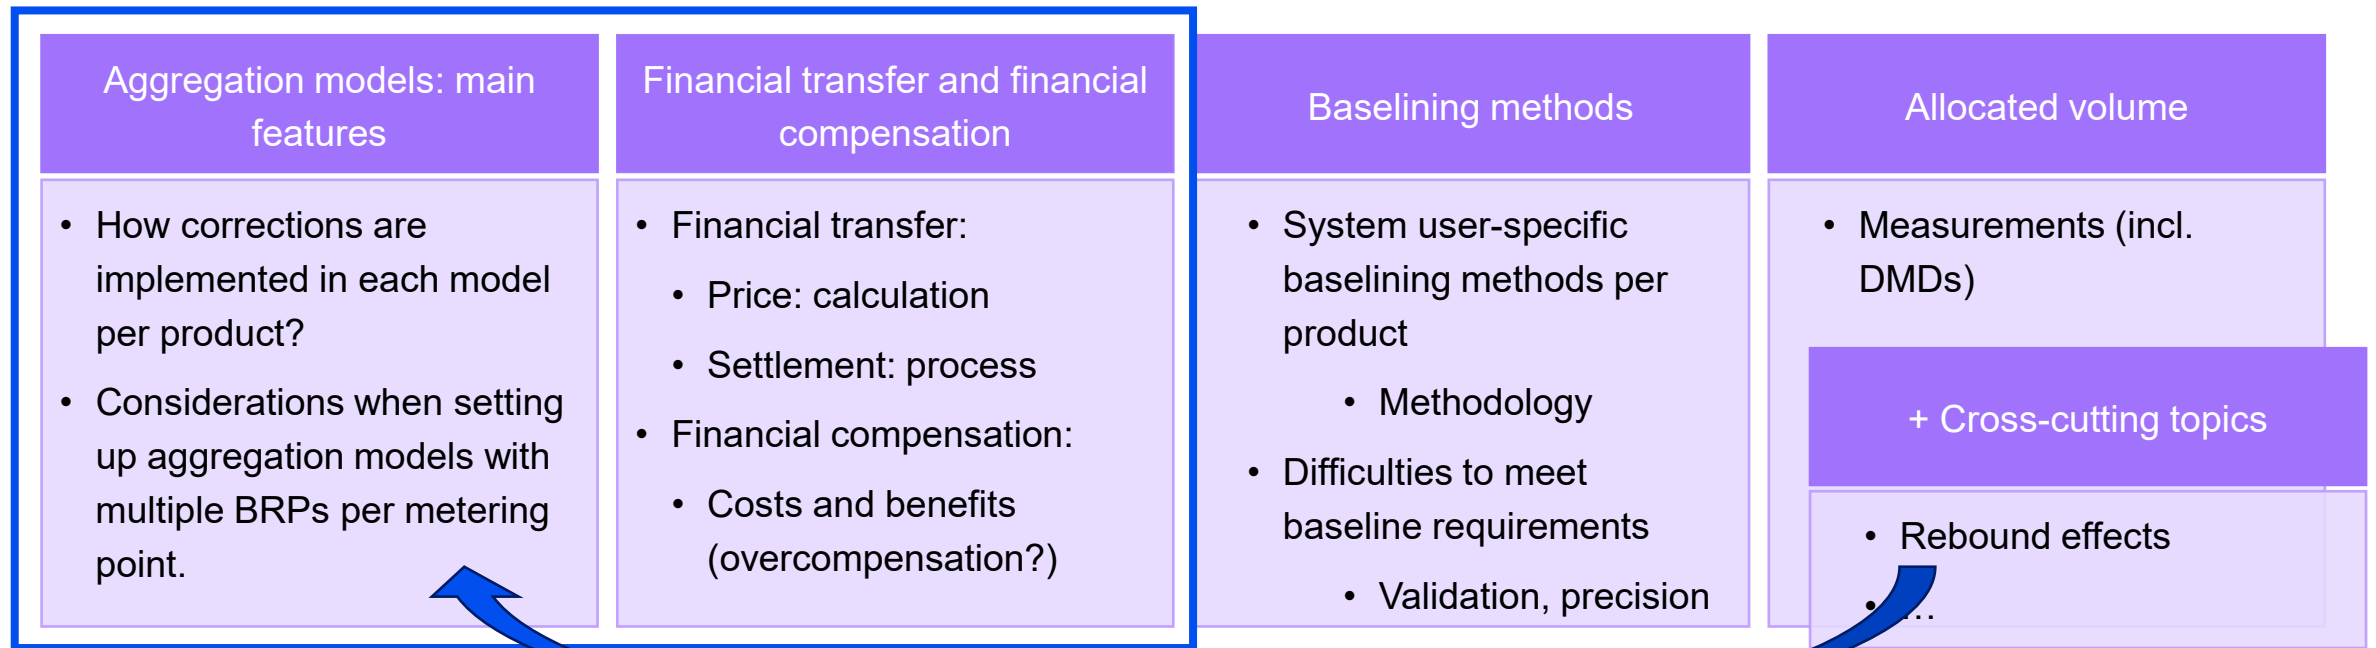 Aggregation models: main
features
• How corrections are
implemented in each model
per product?
• Considerations when setting
up aggregation models with
multiple BRPs per metering
point.
Financial transfer and financial
compensation
• Financial transfer:
• Price: calculation
• Settlement: process
• Financial compensation:
• Costs and benefits
(overcompensation?)
Baselining methods
• System user-specific
baselining methods per
product
• Methodology
• Difficulties to meet
baseline requirements
• Validation, precision
Allocated volume
• Measurements (incl.
DMDs)
+ Cross-cutting topics
• Rebound effects
• …